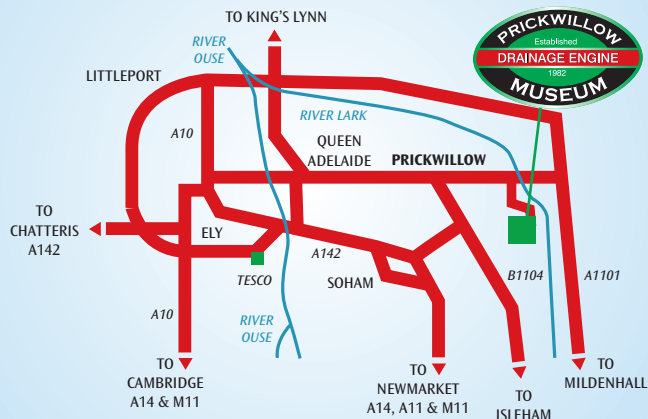 TO KING'S LYNN
PRICKWILLOW
Established
DRAINAGE ENGINE
1982
MUSEUM
RIVER
OUSE
LITTLEPORT
RIVER LARK
A10
QUEEN
ADELAIDE
PRICKWILLOW
TO
CHATTERIS
A142
ELY
A142
TESCO
SOHAM
B1104
A1101
A10
RIVER
OUSE
TO
CAMBRIDGE
A14 & M11
TO
NEWMARKET
A14, A11 & M11
TO
ISLEHAM
TO
MILDENHALL